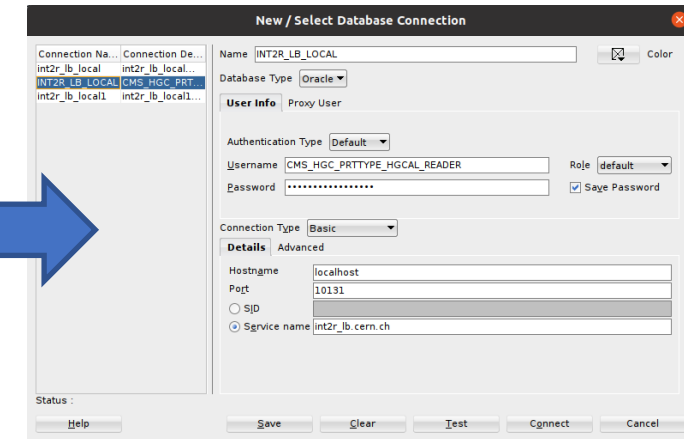 New / Select Database Connection
Connection Na... Connection De...
int2r_lb_local int2r_lb_local...
INT2R_LB_LOCAL CMS_HGC_PRT...
int2r_lb_local1 int2r_lb_local1...
Name INT2R_LB_LOCAL Color
Database Type Oracle
User Info Proxy User
Authentication Type Default
Username CMS_HGC_PRTTYPE_HGCAL_READER Role default
Password ••••••••••••••••• Save Password
Connection Type Basic
Details Advanced
Hostname localhost
Port 10131
SID
Service name int2r_lb.cern.ch
Status :
Help Save Clear Test Connect Cancel